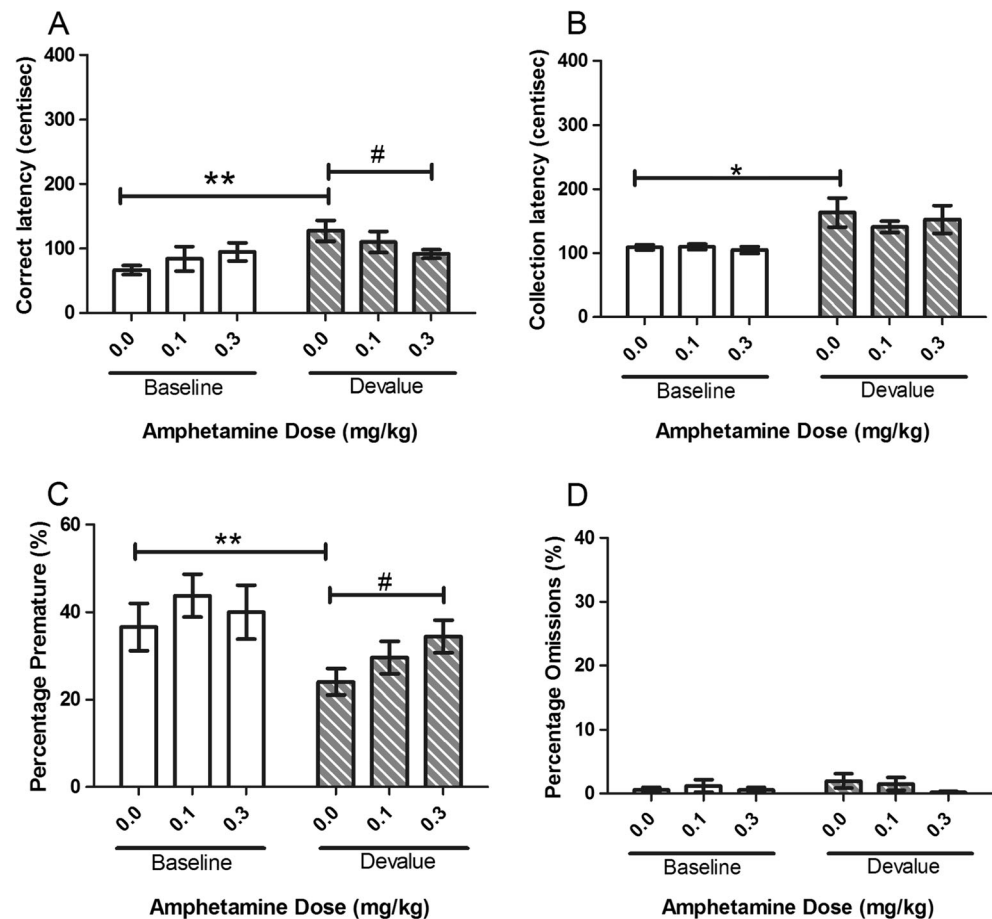 A
Correct latency (centisec)
400
300
200
100
0
**
#
0.0 0.1 0.3 0.0 0.1 0.3
Baseline Devalue
Amphetamine Dose (mg/kg)
B
Collection latency (centisec)
400
300
200
100
0
*
0.0 0.1 0.3 0.0 0.1 0.3
Baseline Devalue
Amphetamine Dose (mg/kg)
C
Percentage Premature (%)
60
40
20
0
**
#
0.0 0.1 0.3 0.0 0.1 0.3
Baseline Devalue
Amphetamine Dose (mg/kg)
D
Percentage Omissions (%)
40
30
20
10
0
0.0 0.1 0.3 0.0 0.1 0.3
Baseline Devalue
Amphetamine Dose (mg/kg)